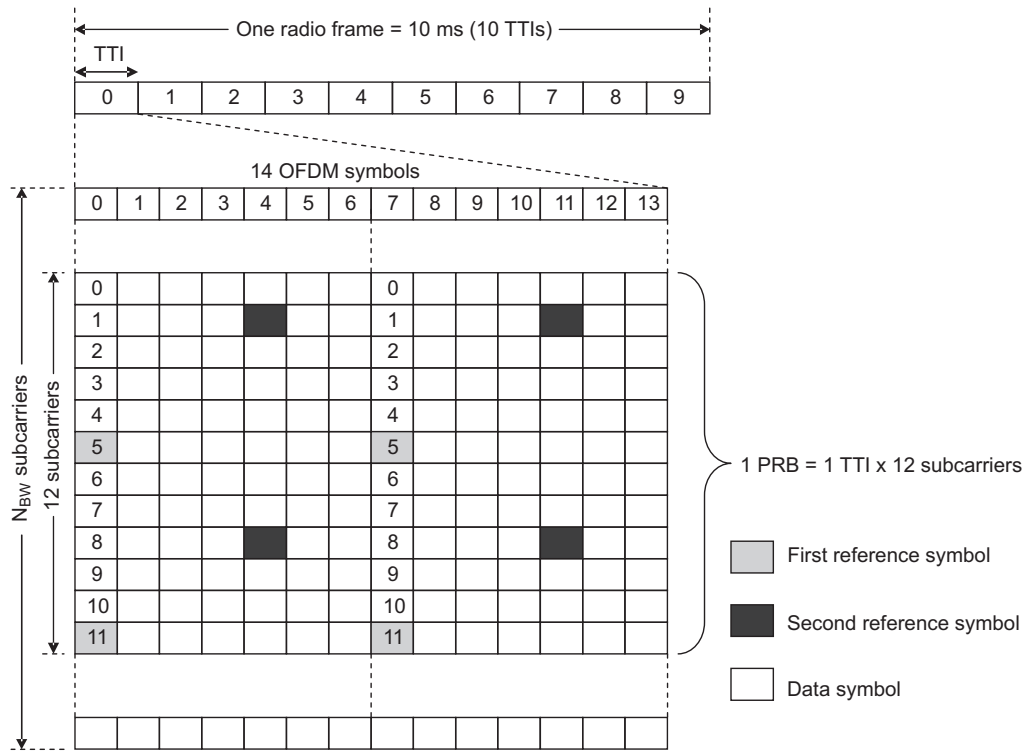 One radio frame = 10 ms (10 TTIs)
TTI
0 1 2 3 4 5 6 7 8 9
14 OFDM symbols
0 1 2 3 4 5 6 7 8 9 10 11 12 13
N_BW subcarriers
12 subcarriers
0 0
1 1
2 2
3 3
4 4
5 5
6 6
7 7
8 8
9 9
10 10
11 11
1 PRB = 1 TTI x 12 subcarriers
First reference symbol
Second reference symbol
Data symbol